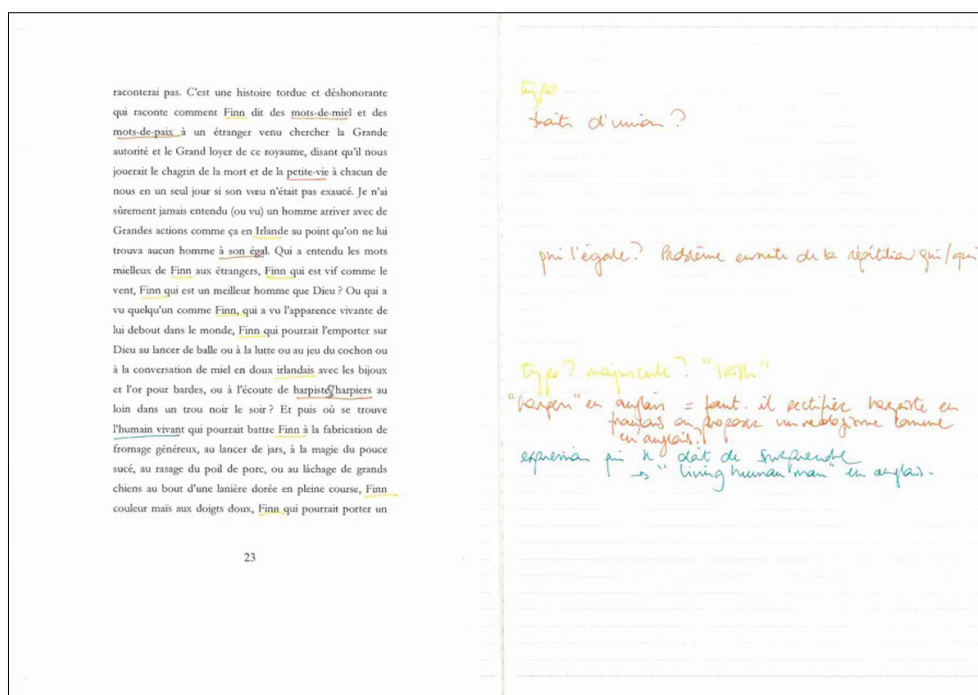 raconterai pas. C'est une histoire tordue et déshonorante
qui raconte comment Finn dit des mots-de-miel et des
mots-de-paix à un étranger venu chercher la Grande
autorité et le Grand loyer de ce royaume, disant qu'il nous
jouerait le chagrin de la mort et de la petite-vie à chacun de
nous en un seul jour si son vœu n'était pas exaucé. Je n'ai
sûrement jamais entendu (ou vu) un homme arriver avec de
Grandes actions comme ça en Irlande au point qu'on ne lui
trouva aucun homme à son égal. Qui a entendu les mots
mielleux de Finn aux étrangers, Finn qui est vif comme le
vent, Finn qui est un meilleur homme que Dieu ? Ou qui a
vu quelqu'un comme Finn, qui a vu l'apparence vivante de
lui debout dans le monde, Finn qui pourrait l'emporter sur
Dieu au lancer de balle ou à la lutte ou au jeu du cochon ou
à la conversation de miel en doux irlandais avec les bijoux
et l'or pour bardes, ou à l'écoute de harpiste/harpiers au
loin dans un trou noir le soir ? Et puis où se trouve
l'humain vivant qui pourrait battre Finn à la fabrication de
fromage généreux, au lancer de jars, à la magie du pouce
sucé, au rasage du poil de porc, ou au lâchage de grands
chiens au bout d'une lanière dorée en pleine course, Finn
couleur maïs aux doigts doux, Finn qui pourrait porter un
23
type
traits d'union ?
qui l'égale ? Problème ensuite de la répétition qui/qui
type ? majuscule ? "Irish"
"harpers" en anglais = faut-il rectifier harpiste en
français ou propose un néologisme comme
en anglais ?
expression qui doit de surprendre
→ "living human man" en anglais.